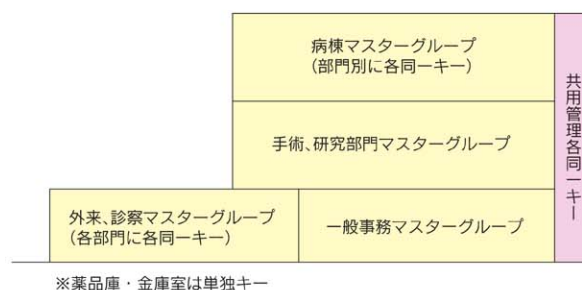 病棟マスターグループ
(部門別に各同一キー)
手術、研究部門マスターグループ
外来、診察マスターグループ
(各部門に各同一キー)
一般事務マスターグループ
共用管理各同一キー
※薬品庫・金庫室は単独キー